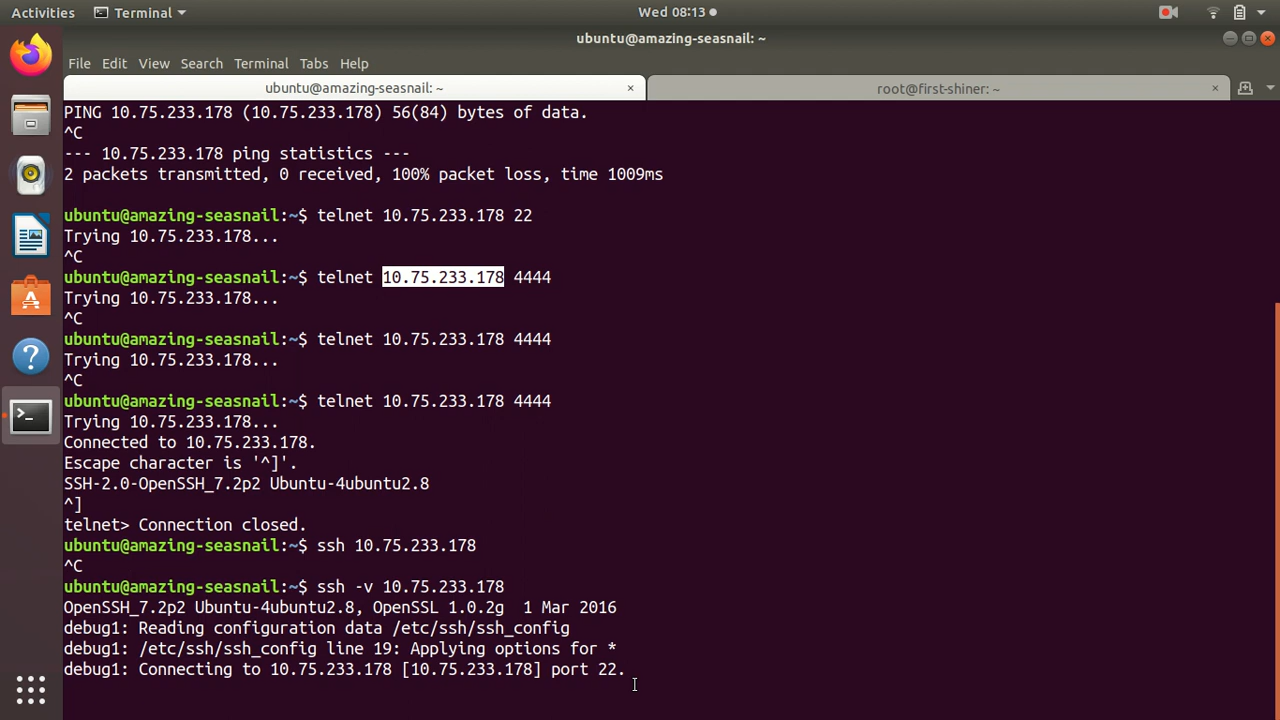 Activities Terminal Wed 08:13
ubuntu@amazing-seasnail: ~
File Edit View Search Terminal Tabs Help
ubuntu@amazing-seasnail: ~ × root@first-shiner: ~ ×
PING 10.75.233.178 (10.75.233.178) 56(84) bytes of data.
^C
--- 10.75.233.178 ping statistics ---
2 packets transmitted, 0 received, 100% packet loss, time 1009ms
ubuntu@amazing-seasnail:~$ telnet 10.75.233.178 22
Trying 10.75.233.178...
^C
ubuntu@amazing-seasnail:~$ telnet 10.75.233.178 4444
Trying 10.75.233.178...
^C
ubuntu@amazing-seasnail:~$ telnet 10.75.233.178 4444
Trying 10.75.233.178...
^C
ubuntu@amazing-seasnail:~$ telnet 10.75.233.178 4444
Trying 10.75.233.178...
Connected to 10.75.233.178.
Escape character is '^]'.
SSH-2.0-OpenSSH_7.2p2 Ubuntu-4ubuntu2.8
^]
telnet> Connection closed.
ubuntu@amazing-seasnail:~$ ssh 10.75.233.178
^C
ubuntu@amazing-seasnail:~$ ssh -v 10.75.233.178
OpenSSH_7.2p2 Ubuntu-4ubuntu2.8, OpenSSL 1.0.2g  1 Mar 2016
debug1: Reading configuration data /etc/ssh/ssh_config
debug1: /etc/ssh/ssh_config line 19: Applying options for *
debug1: Connecting to 10.75.233.178 [10.75.233.178] port 22.